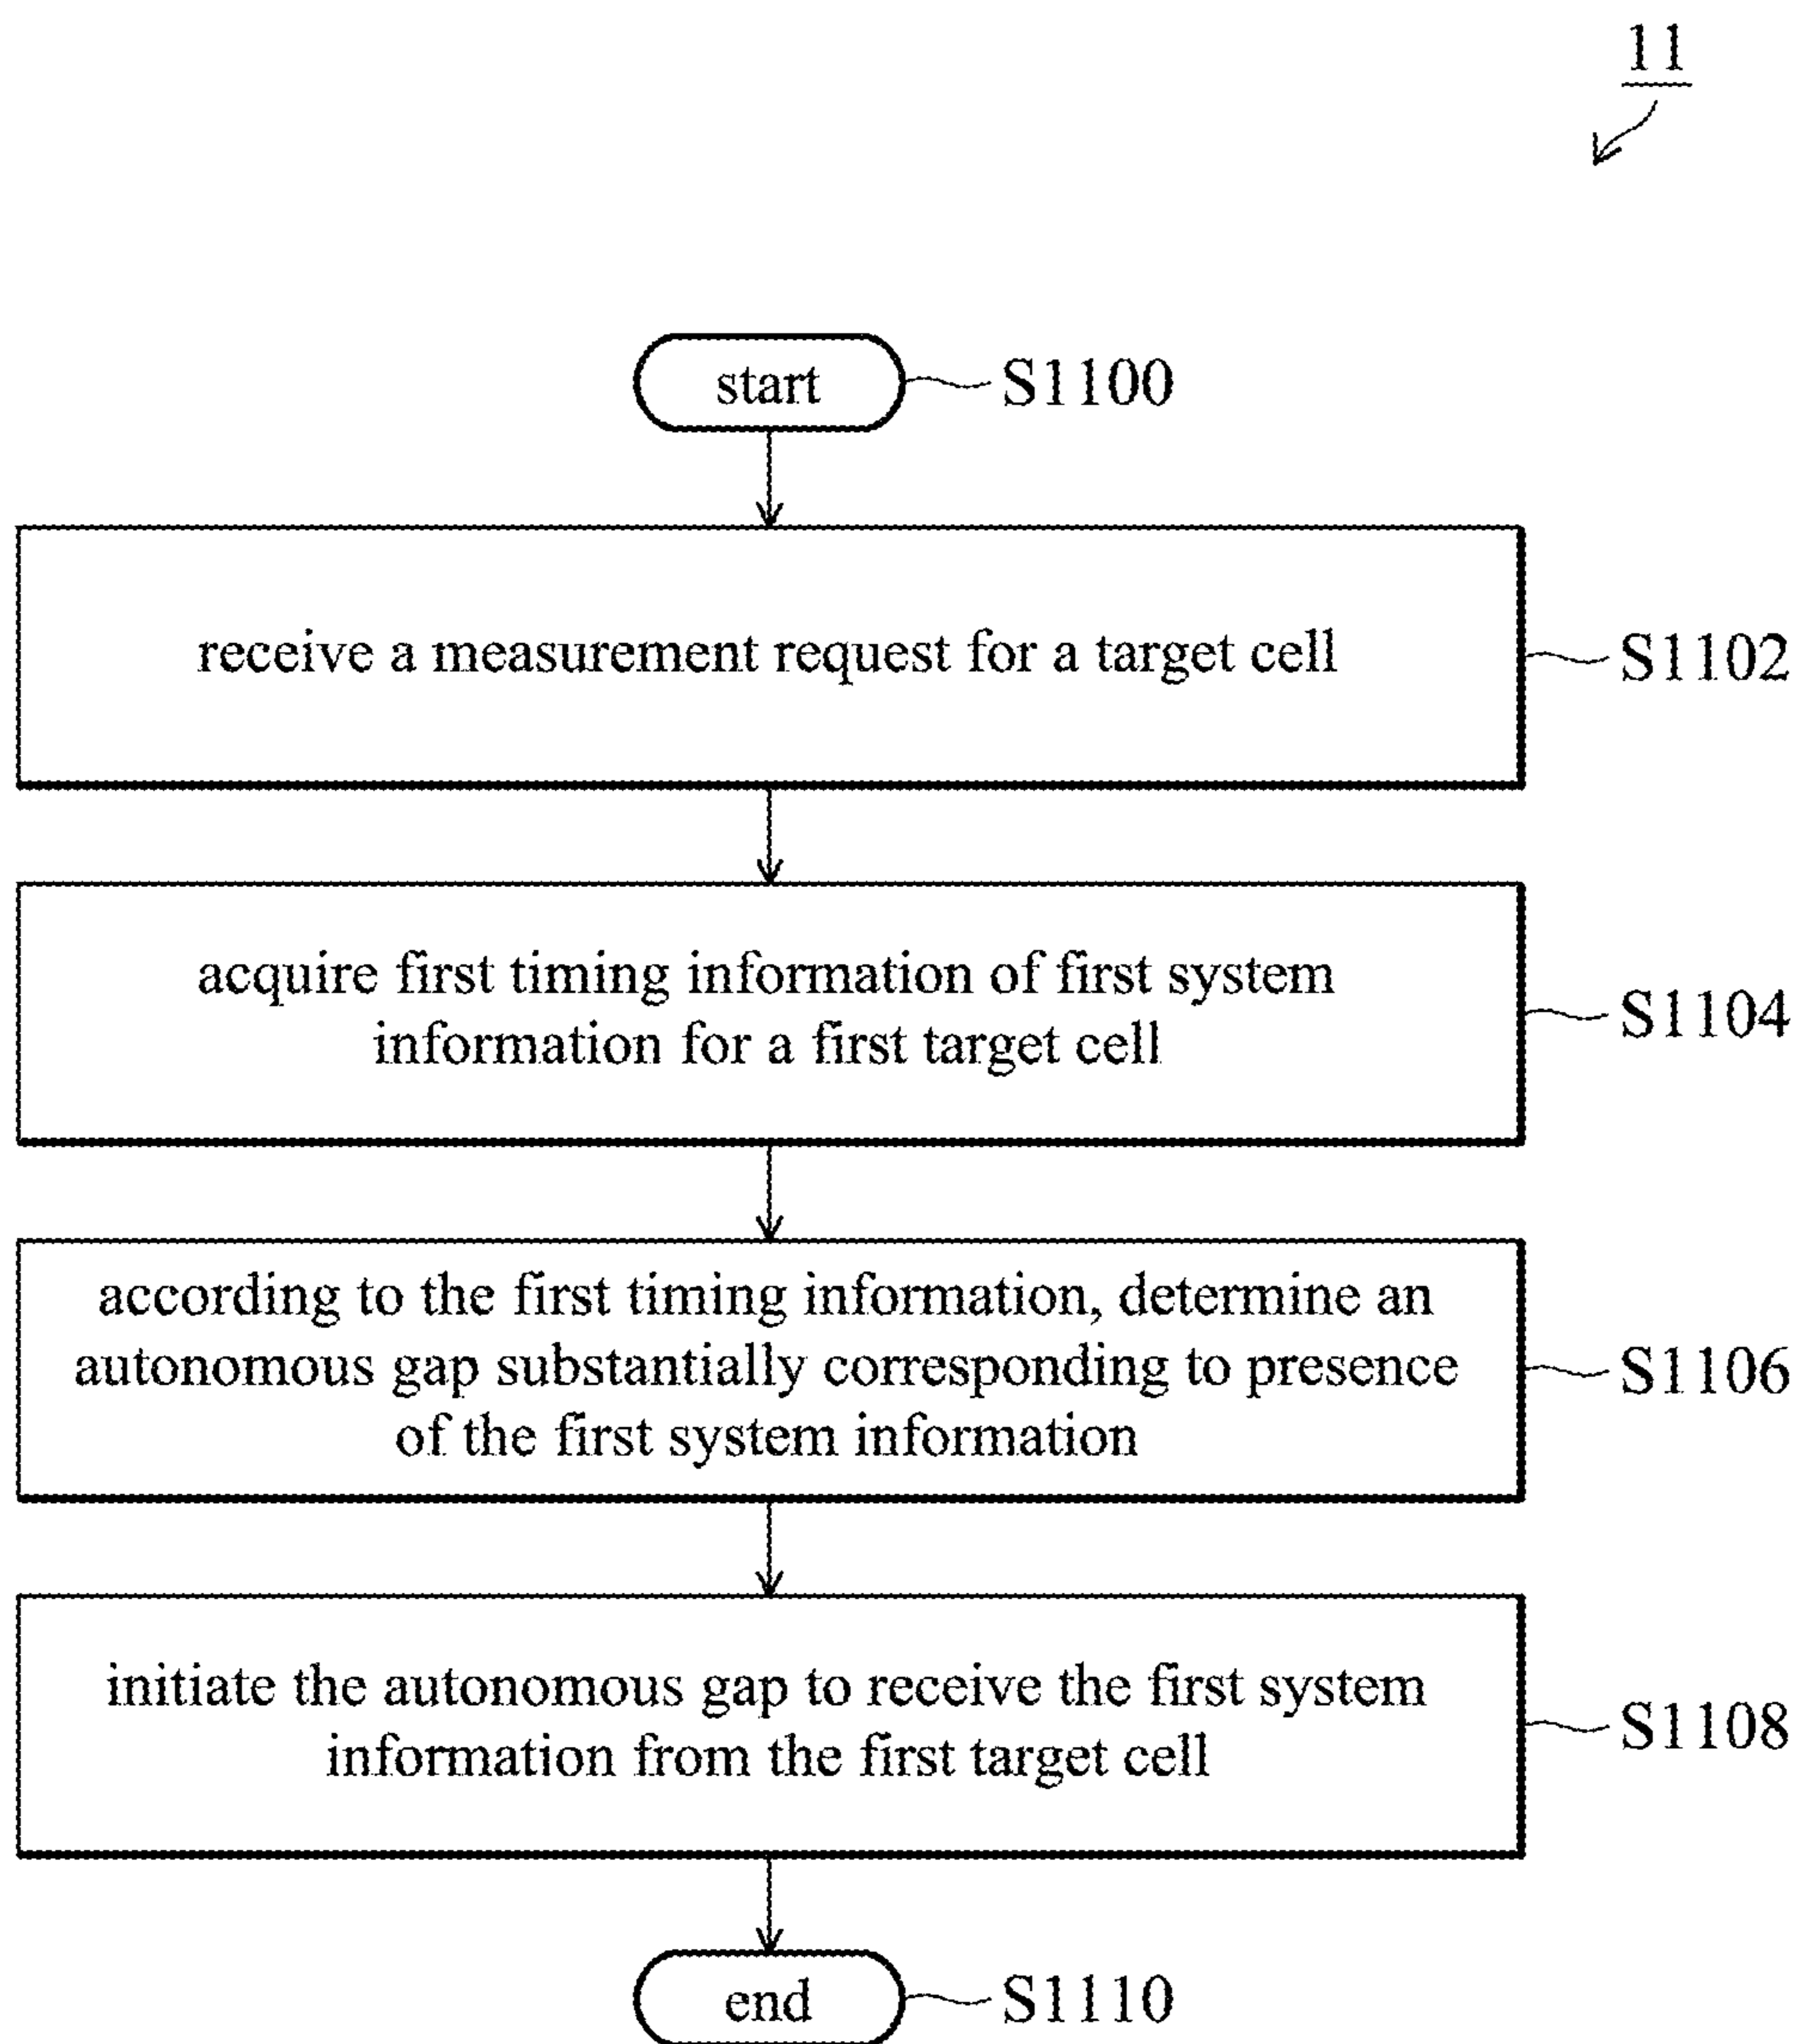 11
start
S1100
receive a measurement request for a target cell
S1102
acquire first timing information of first system
information for a first target cell
S1104
according to the first timing information, determine an
autonomous gap substantially corresponding to presence
of the first system information
S1106
initiate the autonomous gap to receive the first system
information from the first target cell
S1108
end
S1110